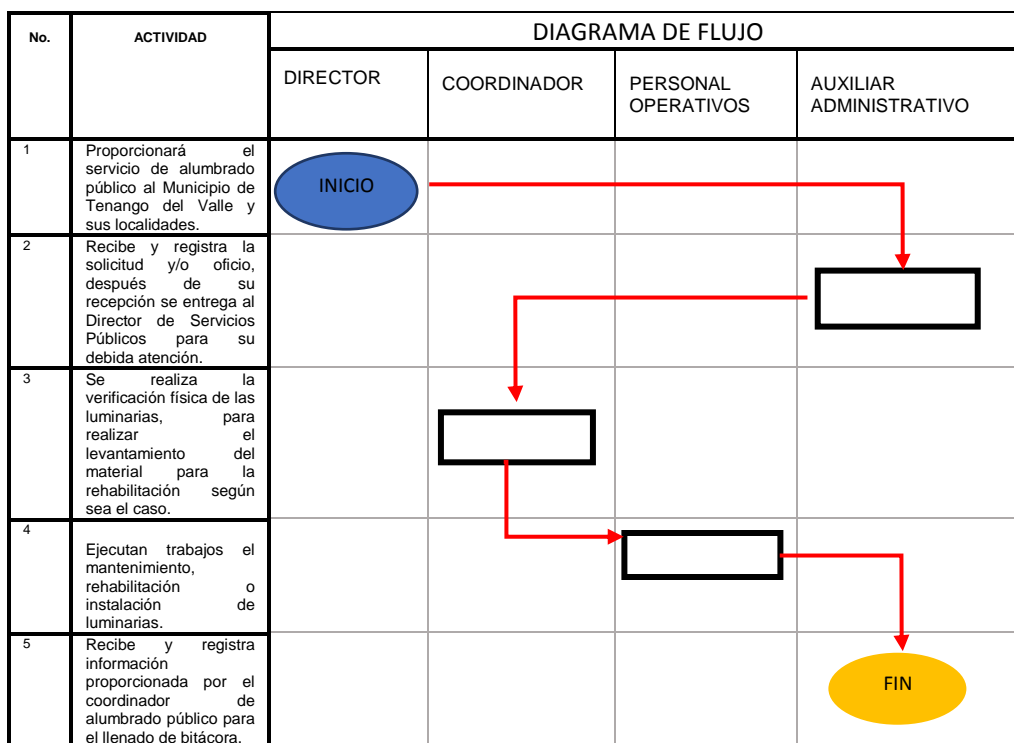 No.
ACTIVIDAD
DIAGRAMA DE FLUJO
DIRECTOR
COORDINADOR
PERSONAL
OPERATIVOS
AUXILIAR
ADMINISTRATIVO
1
Proporcionará el
servicio de alumbrado
público al Municipio de
Tenango del Valle y
sus localidades.
INICIO
2
Recibe y registra la
solicitud y/o oficio,
después de su
recepción se entrega al
Director de Servicios
Públicos para su
debida atención.
3
Se realiza la
verificación física de las
luminarias, para
realizar el
levantamiento del
material para la
rehabilitación según
sea el caso.
4
Ejecutan trabajos el
mantenimiento,
rehabilitación o
instalación de
luminarias.
5
Recibe y registra
información
proporcionada por el
coordinador de
alumbrado público para
el llenado de bitácora.
FIN